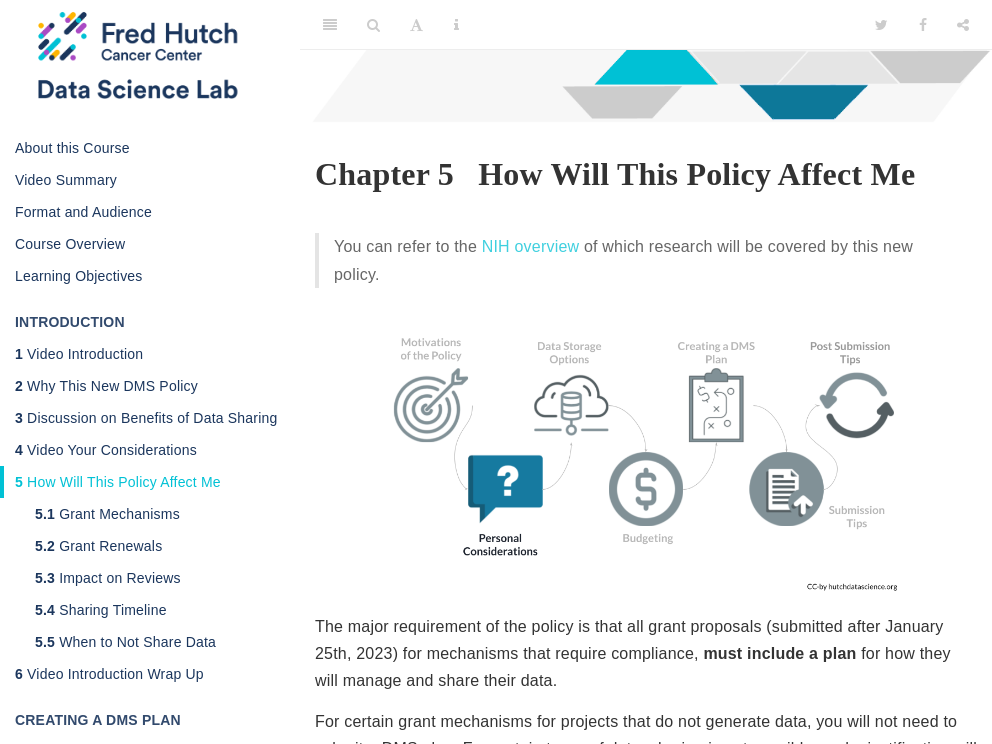 Fred Hutch
Cancer Center
Data Science Lab
About this Course
Video Summary
Format and Audience
Course Overview
Learning Objectives
INTRODUCTION
1 Video Introduction
2 Why This New DMS Policy
3 Discussion on Benefits of Data Sharing
4 Video Your Considerations
5 How Will This Policy Affect Me
5.1 Grant Mechanisms
5.2 Grant Renewals
5.3 Impact on Reviews
5.4 Sharing Timeline
5.5 When to Not Share Data
6 Video Introduction Wrap Up
CREATING A DMS PLAN
A
Chapter 5 How Will This Policy Affect Me
You can refer to the NIH overview of which research will be covered by this new
policy.
Motivations
of the Policy
Data Storage
Options
Creating a DMS
Plan
Post Submission
Tips
?
$
Personal
Considerations
Budgeting
Submission
Tips
CC-by hutchdatascience.org
The major requirement of the policy is that all grant proposals (submitted after January
25th, 2023) for mechanisms that require compliance, must include a plan for how they
will manage and share their data.
For certain grant mechanisms for projects that do not generate data, you will not need to